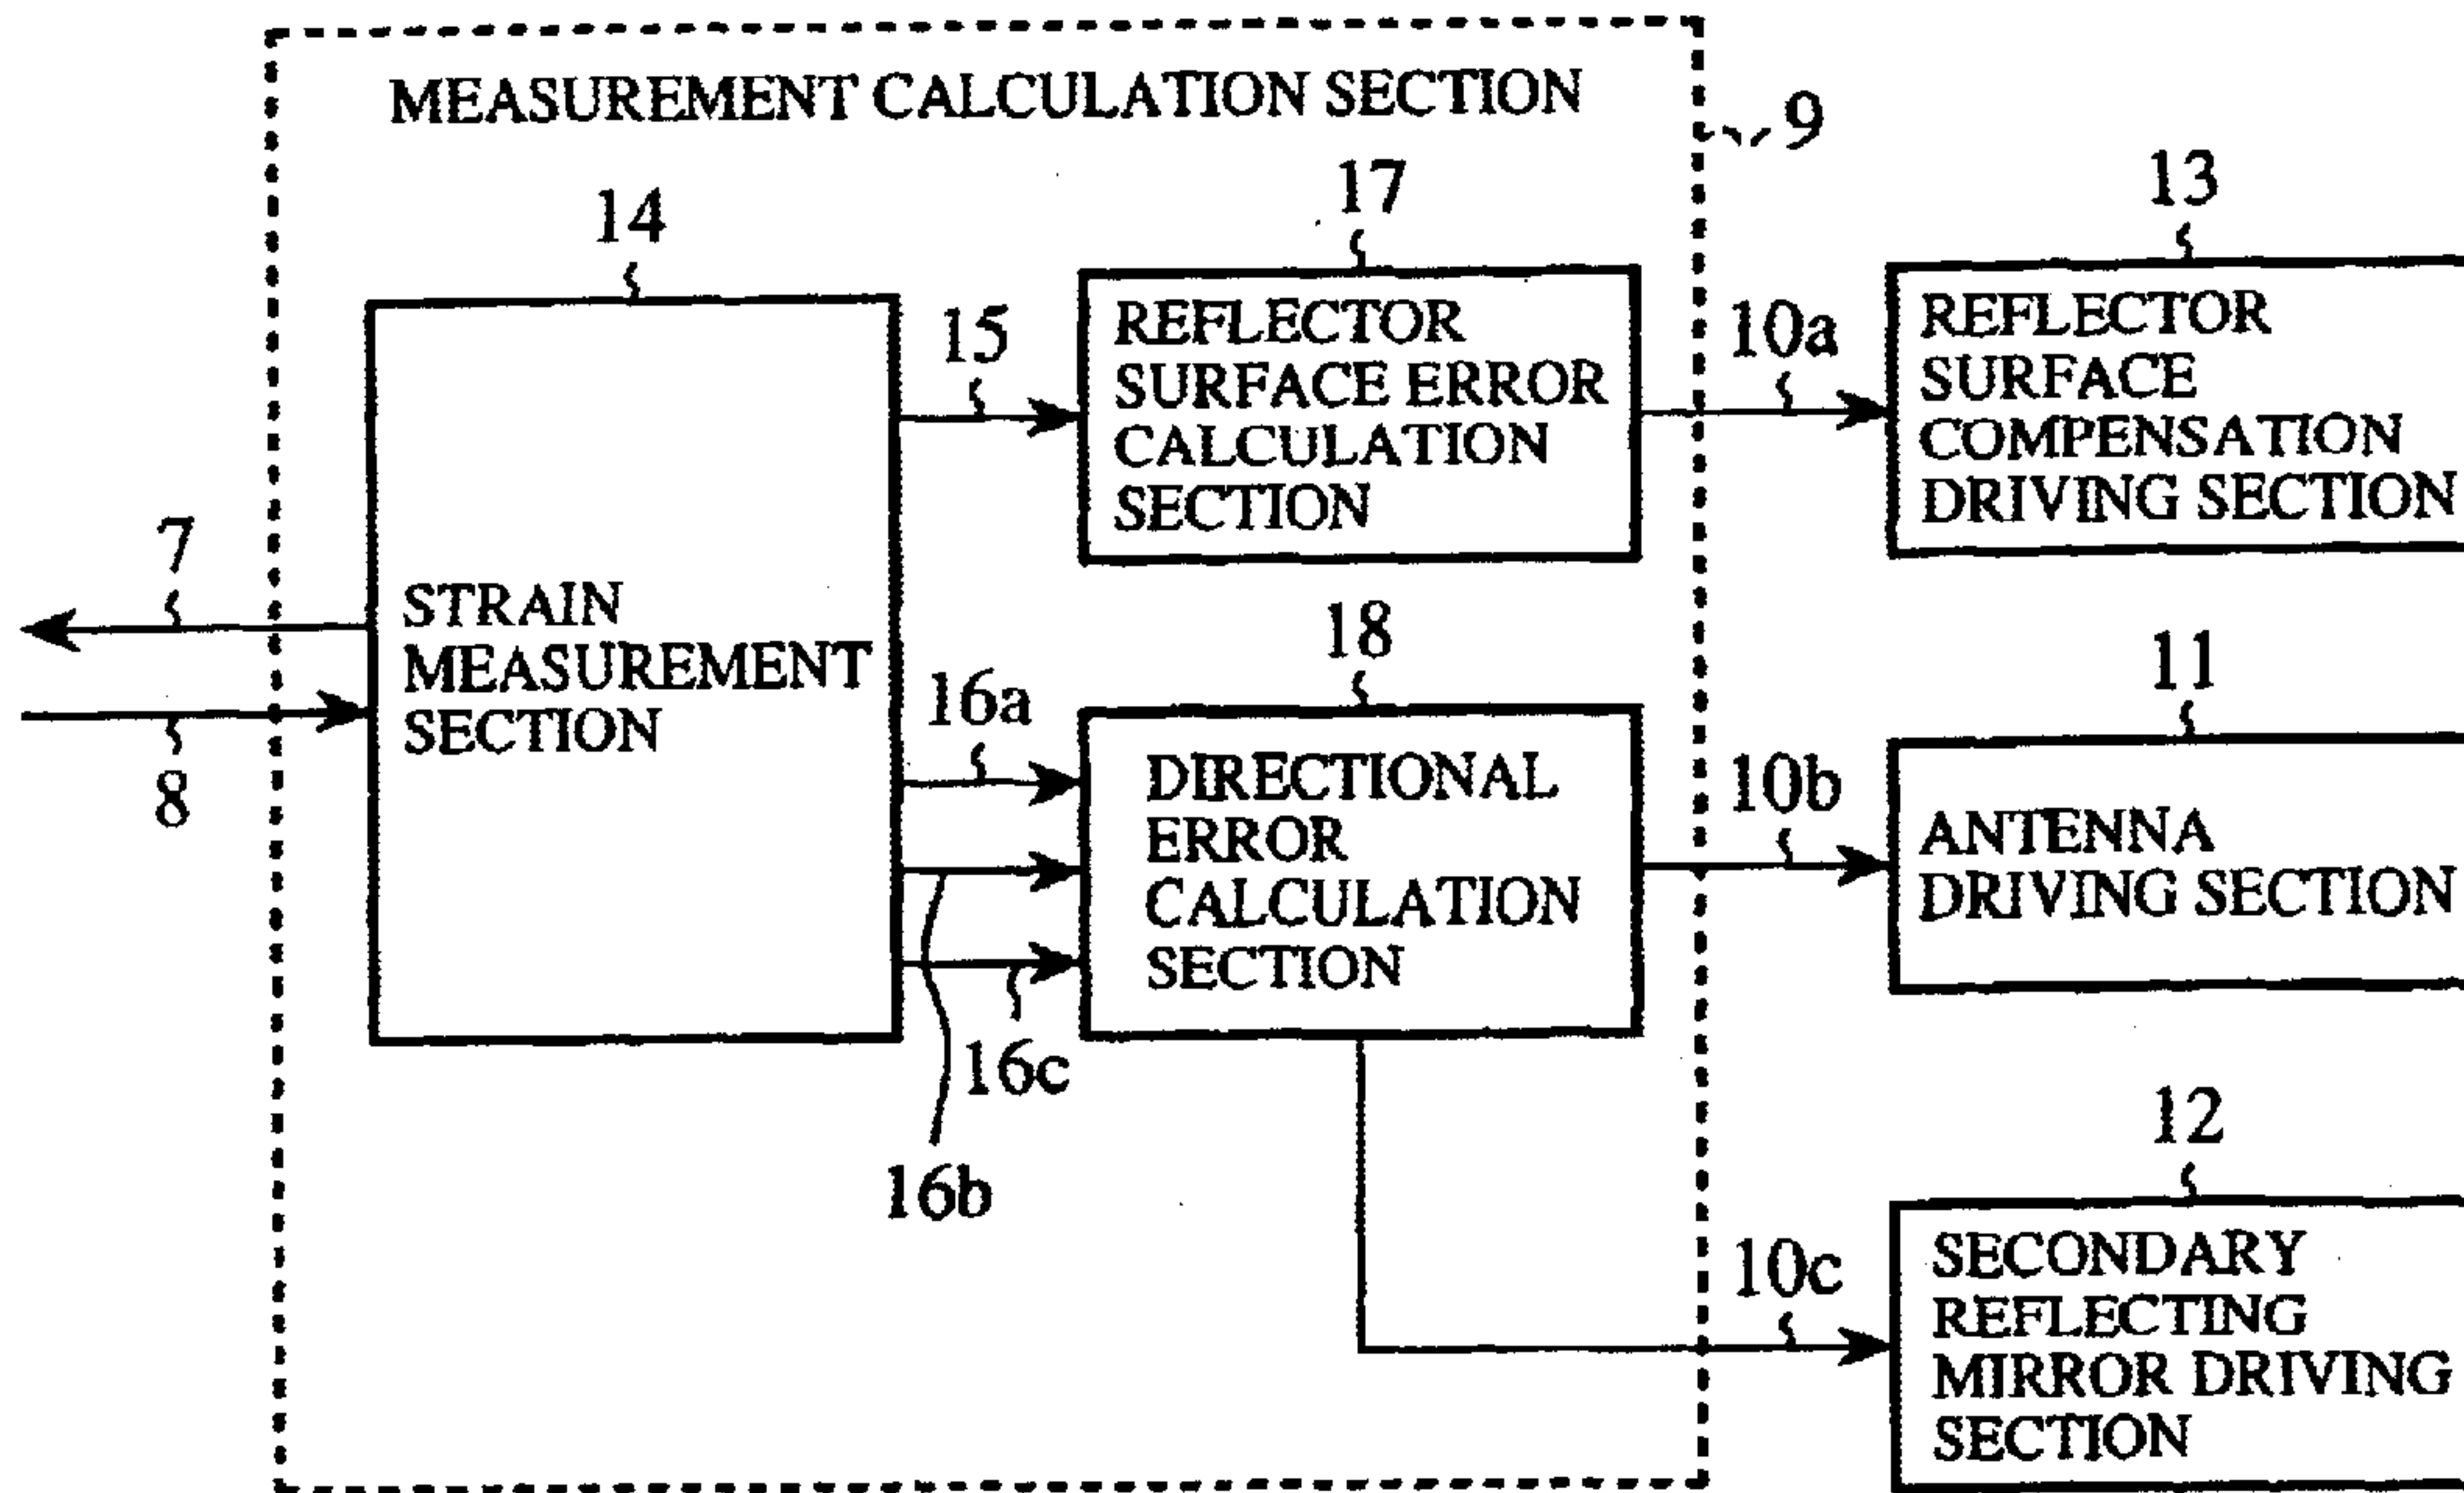 MEASUREMENT CALCULATION SECTION
9
14
17
13
15
REFLECTOR
SURFACE ERROR
CALCULATION
SECTION
10a
REFLECTOR
SURFACE
COMPENSATION
DRIVING SECTION
7
8
STRAIN
MEASUREMENT
SECTION
18
11
16a
16c
16b
DIRECTIONAL
ERROR
CALCULATION
SECTION
10b
ANTENNA
DRIVING SECTION
12
10c
SECONDARY
REFLECTING
MIRROR DRIVING
SECTION